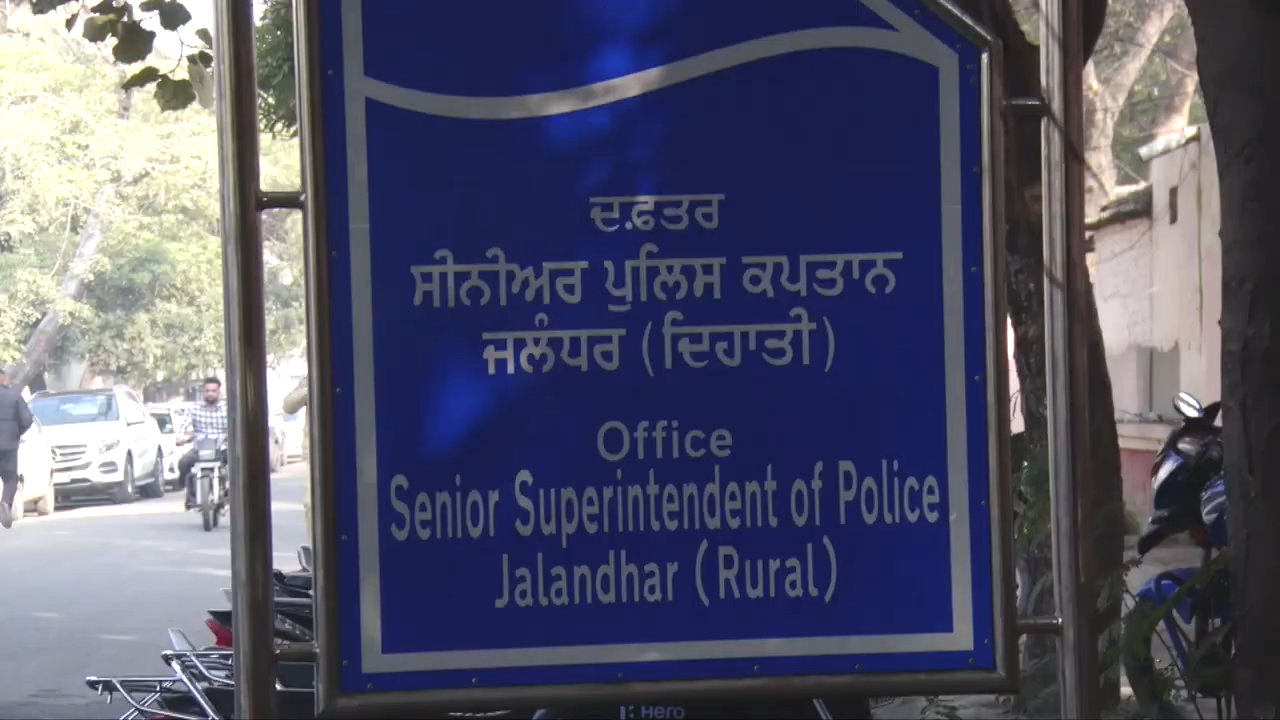 ਦਫ਼ਤਰ
ਸੀਨੀਅਰ ਪੁਲਿਸ ਕਪਤਾਨ
ਜਲੰਧਰ (ਦਿਹਾਤੀ)
Office
Senior Superintendent of Police
Jalandhar (Rural)
Hero